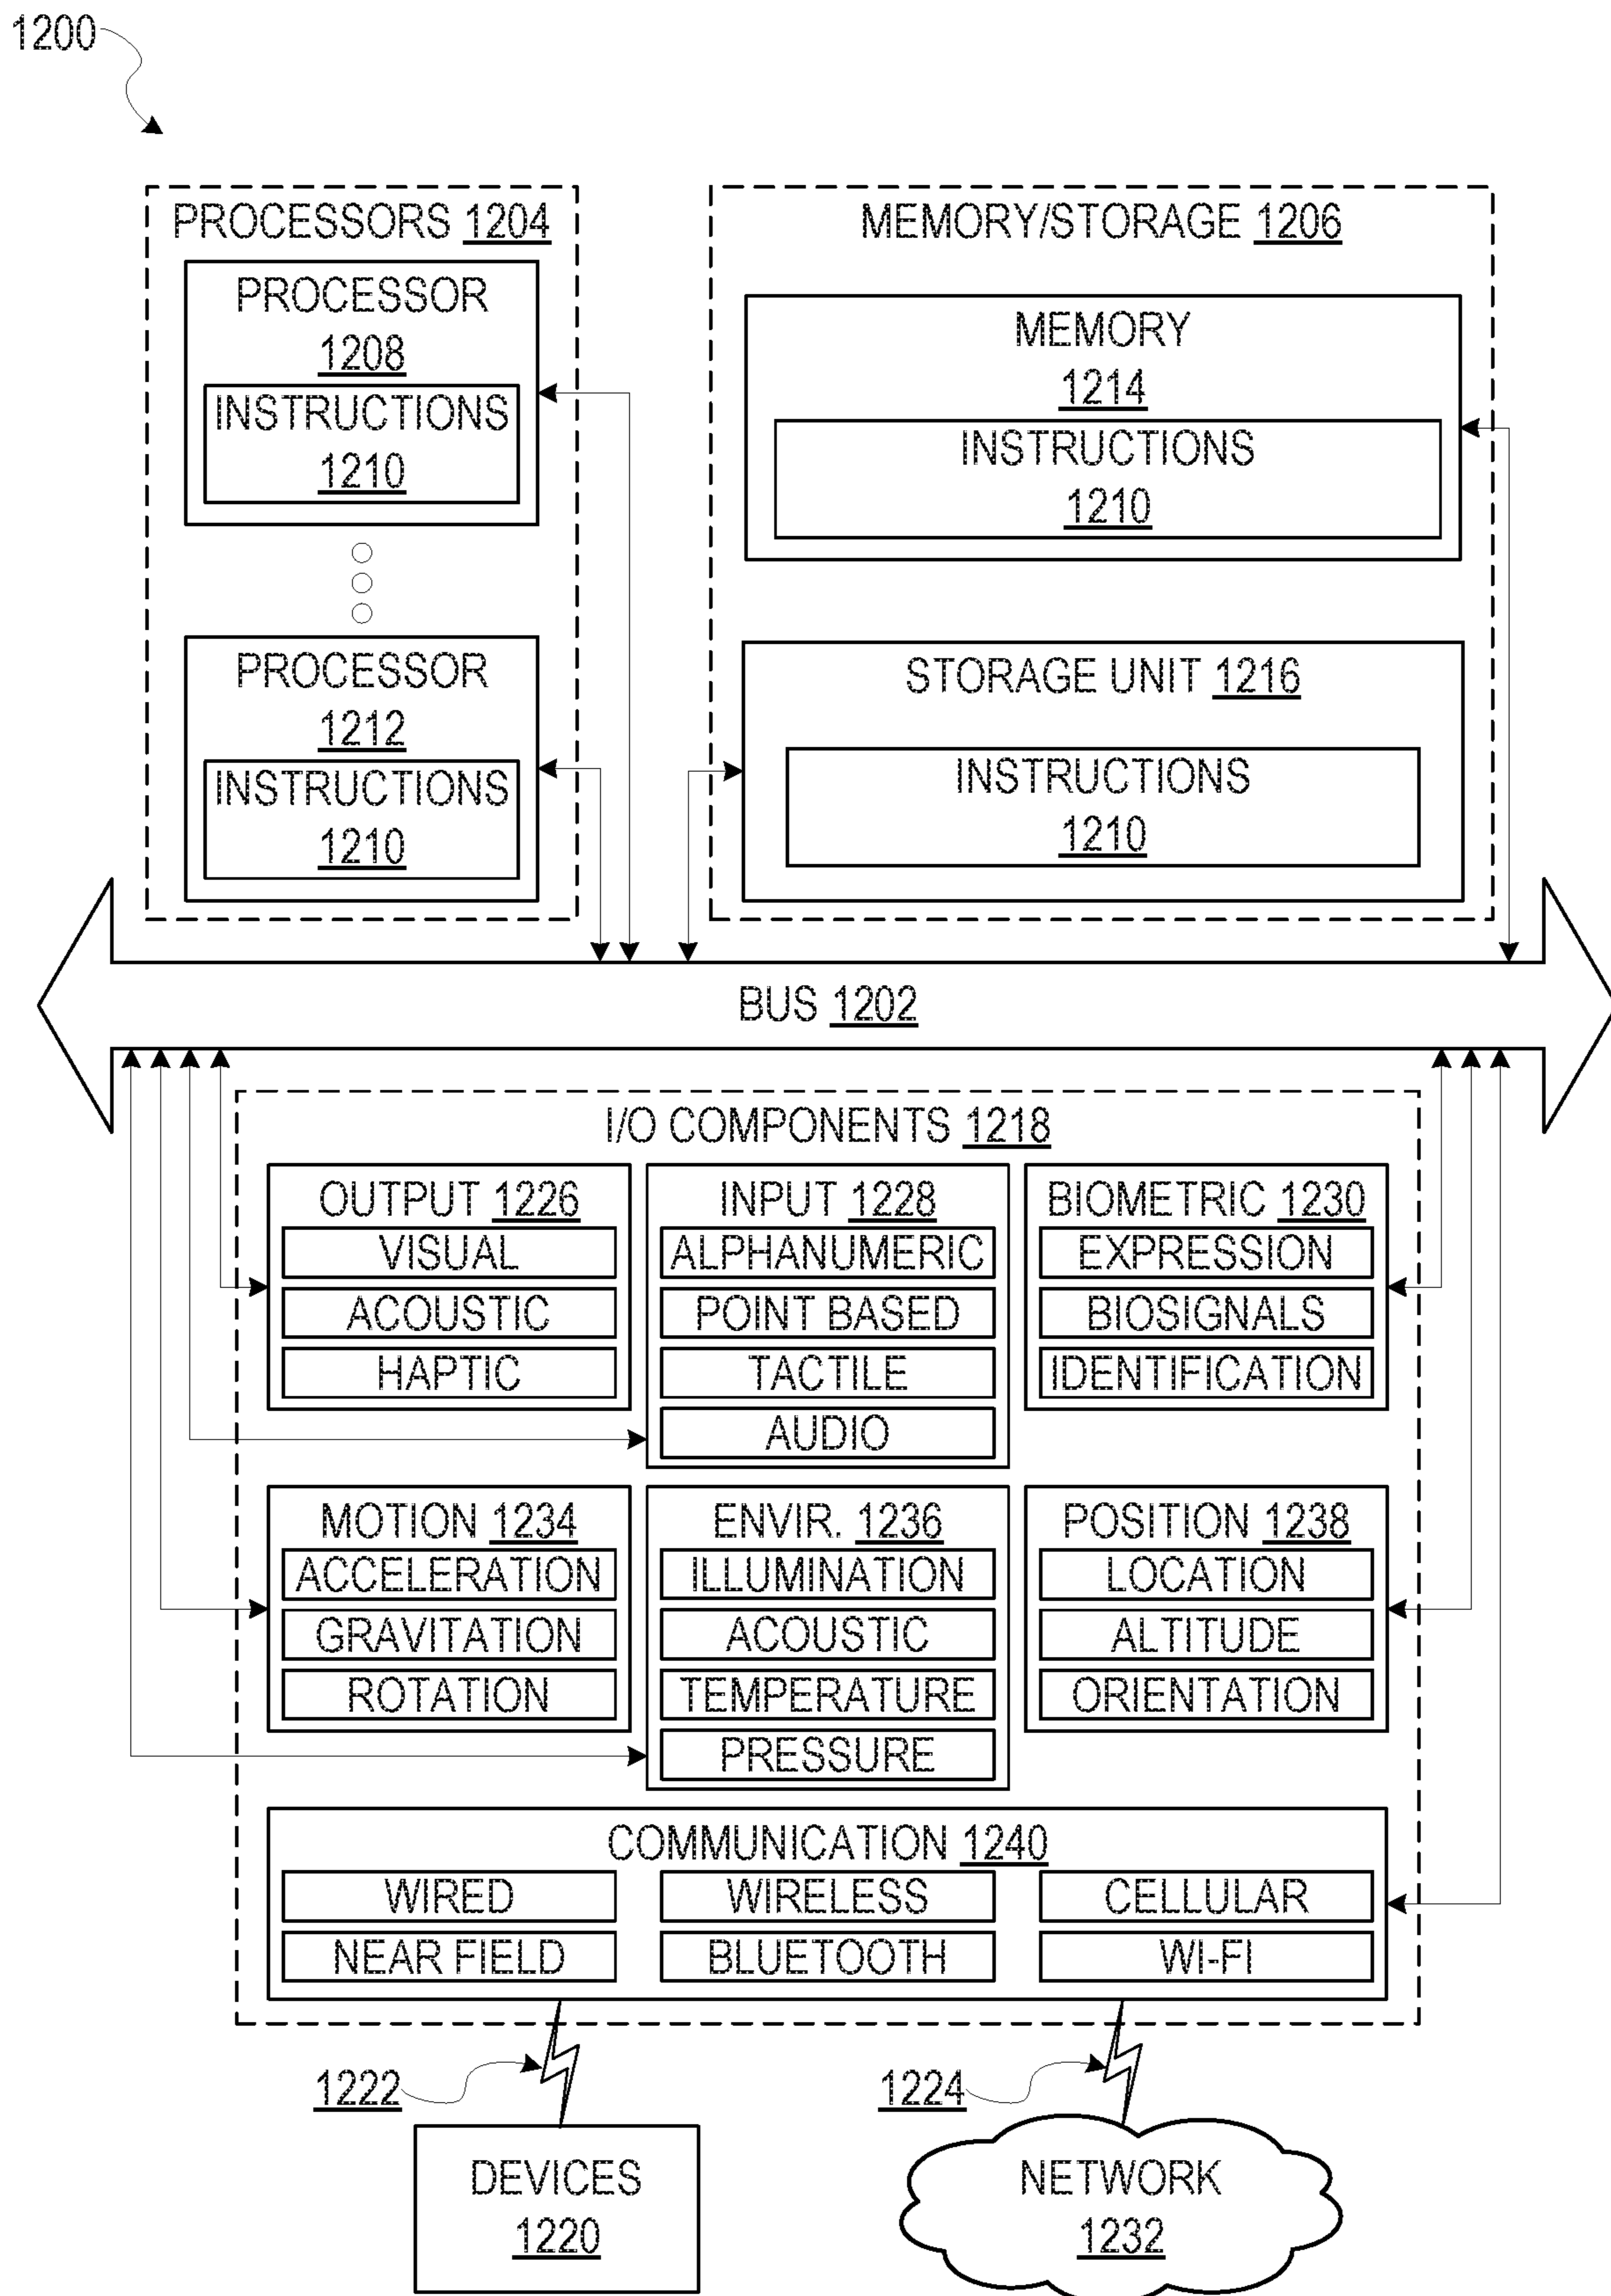 1200
PROCESSORS 1204
PROCESSOR
1208
INSTRUCTIONS
1210
PROCESSOR
1212
INSTRUCTIONS
1210
MEMORY/STORAGE 1206
MEMORY
1214
INSTRUCTIONS
1210
STORAGE UNIT 1216
INSTRUCTIONS
1210
BUS 1202
I/O COMPONENTS 1218
OUTPUT 1226
VISUAL
ACOUSTIC
HAPTIC
INPUT 1228
ALPHANUMERIC
POINT BASED
TACTILE
AUDIO
BIOMETRIC 1230
EXPRESSION
BIOSIGNALS
IDENTIFICATION
MOTION 1234
ACCELERATION
GRAVITATION
ROTATION
ENVIR. 1236
ILLUMINATION
ACOUSTIC
TEMPERATURE
PRESSURE
POSITION 1238
LOCATION
ALTITUDE
ORIENTATION
COMMUNICATION 1240
WIRED
WIRELESS
CELLULAR
NEAR FIELD
BLUETOOTH
WI-FI
1222
1224
DEVICES
1220
NETWORK
1232